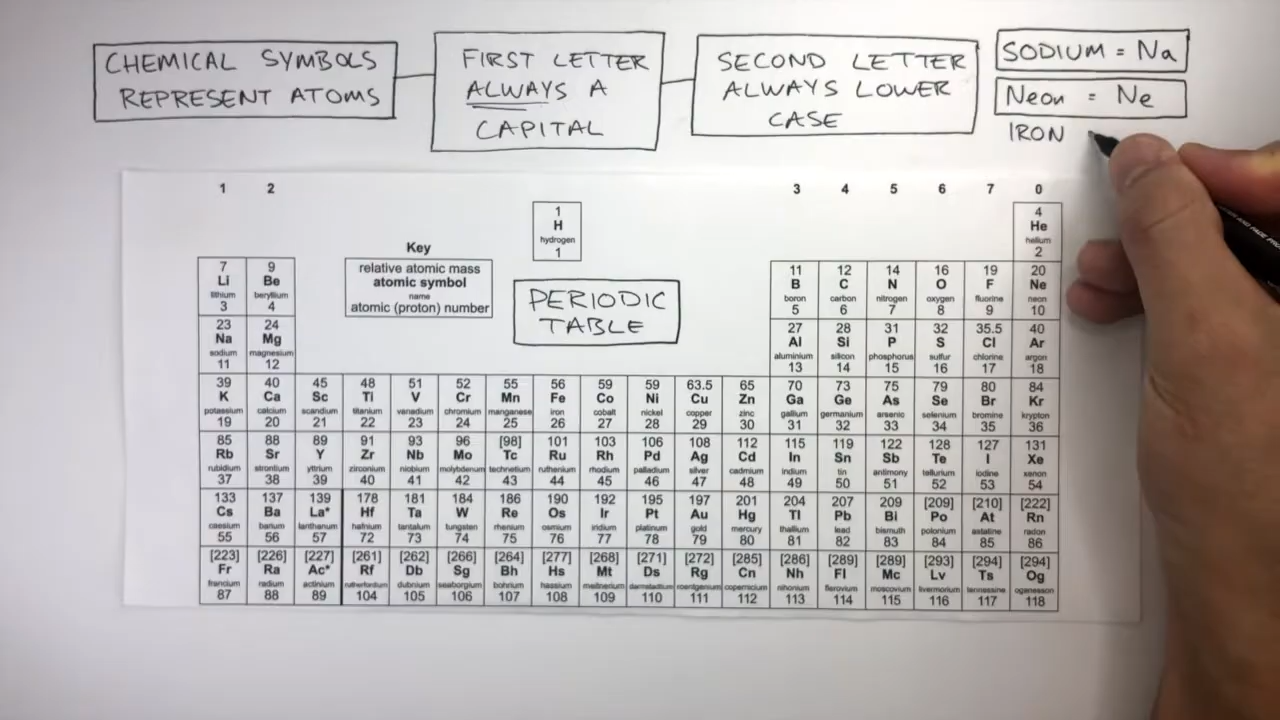 CHEMICAL SYMBOLS
REPRESENT ATOMS
FIRST LETTER
ALWAYS A
CAPITAL
SECOND LETTER
ALWAYS LOWER
CASE
SODIUM = Na
Neon = Ne
IRON
1 2 3 4 5 6 7 0
1
H
hydrogen
1
4
He
helium
2
Key
relative atomic mass
atomic symbol
name
atomic (proton) number
PERIODIC
TABLE
7 9 11 12 14 16 19 20
Li Be B C N O F Ne
lithium beryllium boron carbon nitrogen oxygen fluorine neon
3 4 5 6 7 8 9 10
23 24 27 28 31 32 35.5 40
Na Mg Al Si P S Cl Ar
sodium magnesium aluminium silicon phosphorus sulfur chlorine argon
11 12 13 14 15 16 17 18
39 40 45 48 51 52 55 56 59 59 63.5 65 70 73 75 79 80 84
K Ca Sc Ti V Cr Mn Fe Co Ni Cu Zn Ga Ge As Se Br Kr
potassium calcium scandium titanium vanadium chromium manganese iron cobalt nickel copper zinc gallium germanium arsenic selenium bromine krypton
19 20 21 22 23 24 25 26 27 28 29 30 31 32 33 34 35 36
85 88 89 91 93 96 [98] 101 103 106 108 112 115 119 122 128 127 131
Rb Sr Y Zr Nb Mo Tc Ru Rh Pd Ag Cd In Sn Sb Te I Xe
rubidium strontium yttrium zirconium niobium molybdenum technetium ruthenium rhodium palladium silver cadmium indium tin antimony tellurium iodine xenon
37 38 39 40 41 42 43 44 45 46 47 48 49 50 51 52 53 54
133 137 139 178 181 184 186 190 192 195 197 201 204 207 209 [209] [210] [222]
Cs Ba La* Hf Ta W Re Os Ir Pt Au Hg Tl Pb Bi Po At Rn
caesium barium lanthanum hafnium tantalum tungsten rhenium osmium iridium platinum gold mercury thallium lead bismuth polonium astatine radon
55 56 57 72 73 74 75 76 77 78 79 80 81 82 83 84 85 86
[223] [226] [227] [261] [262] [266] [264] [277] [268] [271] [272] [285] [286] [289] [289] [293] [294] [294]
Fr Ra Ac* Rf Db Sg Bh Hs Mt Ds Rg Cn Nh Fl Mc Lv Ts Og
francium radium actinium rutherfordium dubnium seaborgium bohrium hassium meitnerium darmstadtium roentgenium copernicium nihonium flerovium moscovium livermorium tennessine oganesson
87 88 89 104 105 106 107 108 109 110 111 112 113 114 115 116 117 118